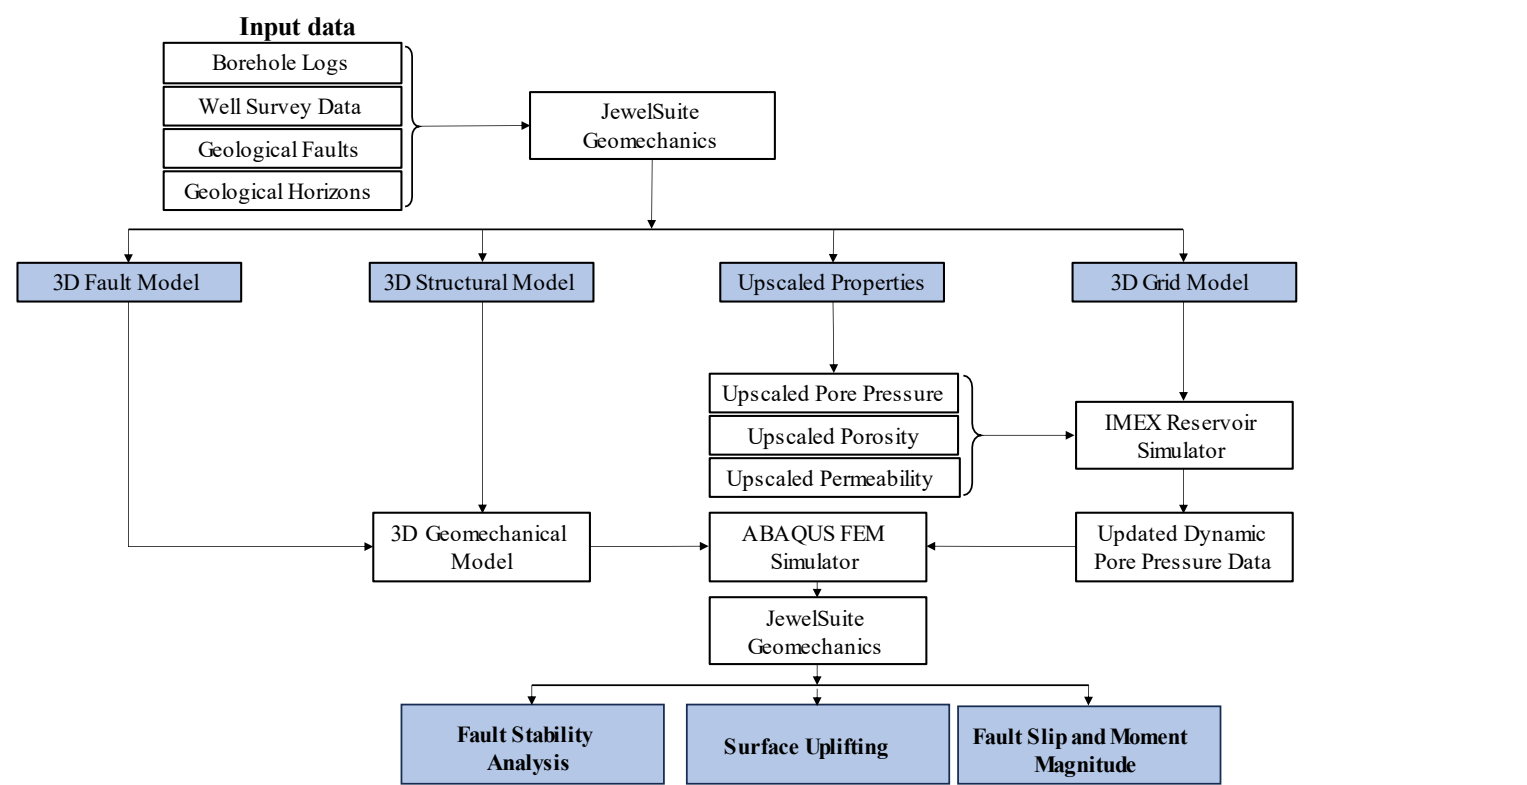 Input data
Borehole Logs
Well Survey Data
Geological Faults
Geological Horizons
JewelSuite
Geomechanics
3D Fault Model
3D Structural Model
Upscaled Properties
3D Grid Model
Upscaled Pore Pressure
Upscaled Porosity
Upscaled Permeability
IMEX Reservoir
Simulator
3D Geomechanical
Model
ABAQUS FEM
Simulator
Updated Dynamic
Pore Pressure Data
JewelSuite
Geomechanics
Fault Stability
Analysis
Surface Uplifting
Fault Slip and Moment
Magnitude